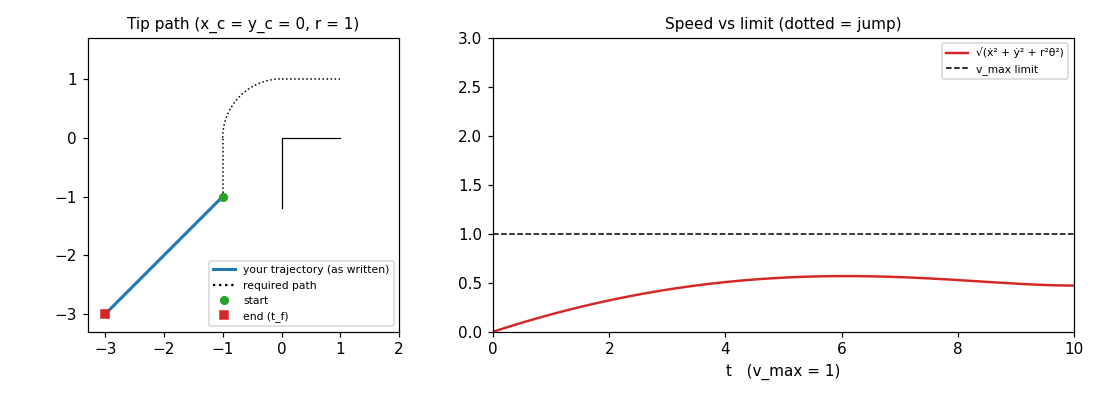 Tip path (x_c = y_c = 0, r = 1)
1
0
−1
−2
−3
−3
−2
−1
0
1
2
your trajectory (as written)
required path
start
end (t_f)
Speed vs limit (dotted = jump)
3.0
2.5
2.0
1.5
1.0
0.5
0.0
0
2
4
6
8
10
t (v_max = 1)
√(ẋ² + ẏ² + r²θ̇²)
v_max limit